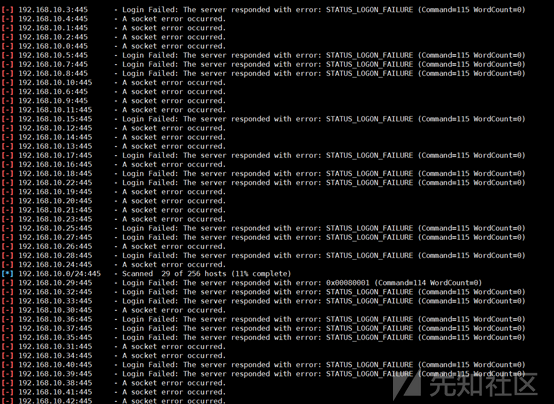 [-] 192.168.10.3:445 - Login Failed: The server responded with error: STATUS_LOGON_FAILURE (Command=115 WordCount=0)
[-] 192.168.10.4:445 - A socket error occurred.
[-] 192.168.10.1:445 - A socket error occurred.
[-] 192.168.10.2:445 - A socket error occurred.
[-] 192.168.10.0:445 - A socket error occurred.
[-] 192.168.10.5:445 - Login Failed: The server responded with error: STATUS_LOGON_FAILURE (Command=115 WordCount=0)
[-] 192.168.10.7:445 - Login Failed: The server responded with error: STATUS_LOGON_FAILURE (Command=115 WordCount=0)
[-] 192.168.10.8:445 - Login Failed: The server responded with error: STATUS_LOGON_FAILURE (Command=115 WordCount=0)
[-] 192.168.10.10:445 - A socket error occurred.
[-] 192.168.10.6:445 - A socket error occurred.
[-] 192.168.10.9:445 - A socket error occurred.
[-] 192.168.10.11:445 - A socket error occurred.
[-] 192.168.10.15:445 - Login Failed: The server responded with error: STATUS_LOGON_FAILURE (Command=115 WordCount=0)
[-] 192.168.10.12:445 - A socket error occurred.
[-] 192.168.10.14:445 - A socket error occurred.
[-] 192.168.10.13:445 - A socket error occurred.
[-] 192.168.10.17:445 - Login Failed: The server responded with error: STATUS_LOGON_FAILURE (Command=115 WordCount=0)
[-] 192.168.10.16:445 - A socket error occurred.
[-] 192.168.10.18:445 - Login Failed: The server responded with error: STATUS_LOGON_FAILURE (Command=115 WordCount=0)
[-] 192.168.10.22:445 - Login Failed: The server responded with error: STATUS_LOGON_FAILURE (Command=115 WordCount=0)
[-] 192.168.10.19:445 - A socket error occurred.
[-] 192.168.10.20:445 - A socket error occurred.
[-] 192.168.10.21:445 - A socket error occurred.
[-] 192.168.10.23:445 - A socket error occurred.
[-] 192.168.10.25:445 - Login Failed: The server responded with error: STATUS_LOGON_FAILURE (Command=115 WordCount=0)
[-] 192.168.10.27:445 - Login Failed: The server responded with error: STATUS_LOGON_FAILURE (Command=115 WordCount=0)
[-] 192.168.10.26:445 - A socket error occurred.
[-] 192.168.10.28:445 - Login Failed: The server responded with error: STATUS_LOGON_FAILURE (Command=115 WordCount=0)
[-] 192.168.10.24:445 - A socket error occurred.
[*] 192.168.10.0/24:445 - Scanned 29 of 256 hosts (11% complete)
[-] 192.168.10.29:445 - Login Failed: The server responded with error: 0x00080001 (Command=114 WordCount=0)
[-] 192.168.10.32:445 - Login Failed: The server responded with error: STATUS_LOGON_FAILURE (Command=115 WordCount=0)
[-] 192.168.10.33:445 - Login Failed: The server responded with error: STATUS_LOGON_FAILURE (Command=115 WordCount=0)
[-] 192.168.10.30:445 - A socket error occurred.
[-] 192.168.10.36:445 - Login Failed: The server responded with error: STATUS_LOGON_FAILURE (Command=115 WordCount=0)
[-] 192.168.10.37:445 - Login Failed: The server responded with error: STATUS_LOGON_FAILURE (Command=115 WordCount=0)
[-] 192.168.10.35:445 - Login Failed: The server responded with error: STATUS_LOGON_FAILURE (Command=115 WordCount=0)
[-] 192.168.10.31:445 - A socket error occurred.
[-] 192.168.10.34:445 - A socket error occurred.
[-] 192.168.10.40:445 - Login Failed: The server responded with error: STATUS_LOGON_FAILURE (Command=115 WordCount=0)
[-] 192.168.10.39:445 - Login Failed: The server responded with error: STATUS_LOGON_FAILURE (Command=115 WordCount=0)
[-] 192.168.10.38:445 - A socket error occurred.
[-] 192.168.10.41:445 - A socket error occurred.
[-] 192.168.10.42:445 - A socket error occurred.
先知社区